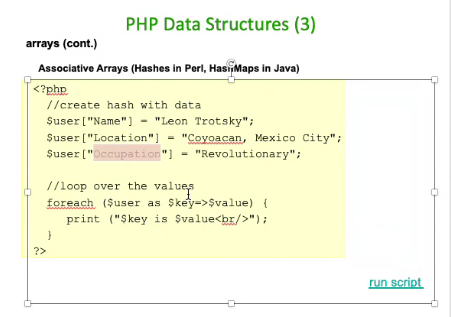 PHP Data Structures (3)
arrays (cont.)
Associative Arrays (Hashes in Perl, HashMaps in Java)
<?php
//create hash with data
$user["Name"] = "Leon Trotsky";
$user["Location"] = "Coyoacan, Mexico City";
$user["Occupation"] = "Revolutionary";
//loop over the values
foreach ($user as $key=>$value) {
print ("$key is $value<br/>");
}
?>
run script